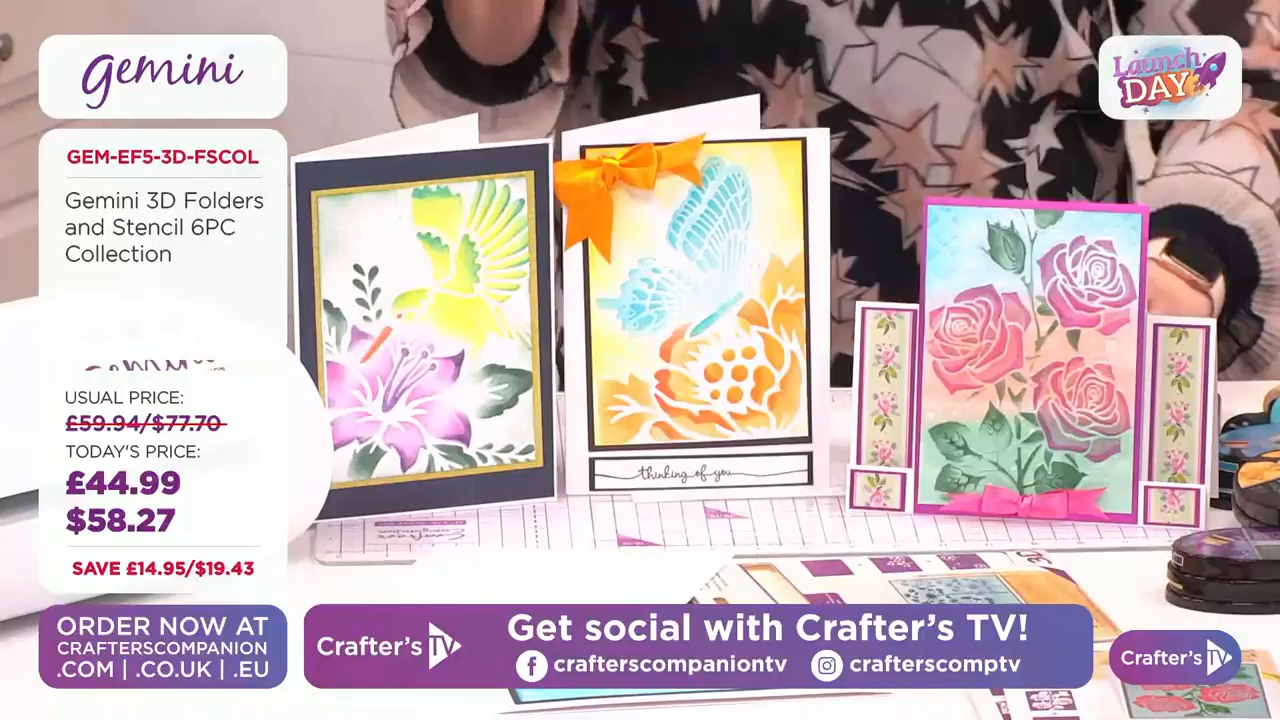 gemini
GEM-EF5-3D-FSCOL
Gemini 3D Folders
and Stencil 6PC
Collection
USUAL PRICE:
£59.94/$77.70
TODAY'S PRICE:
£44.99
$58.27
SAVE £14.95/$19.43
ORDER NOW AT
CRAFTERSCOMPANION
.COM | .CO.UK | .EU
Launch
DAY
thinking of you
Crafter's TV
Get social with Crafter's TV!
crafterscompaniontv
crafterscomptv
Crafter's TV